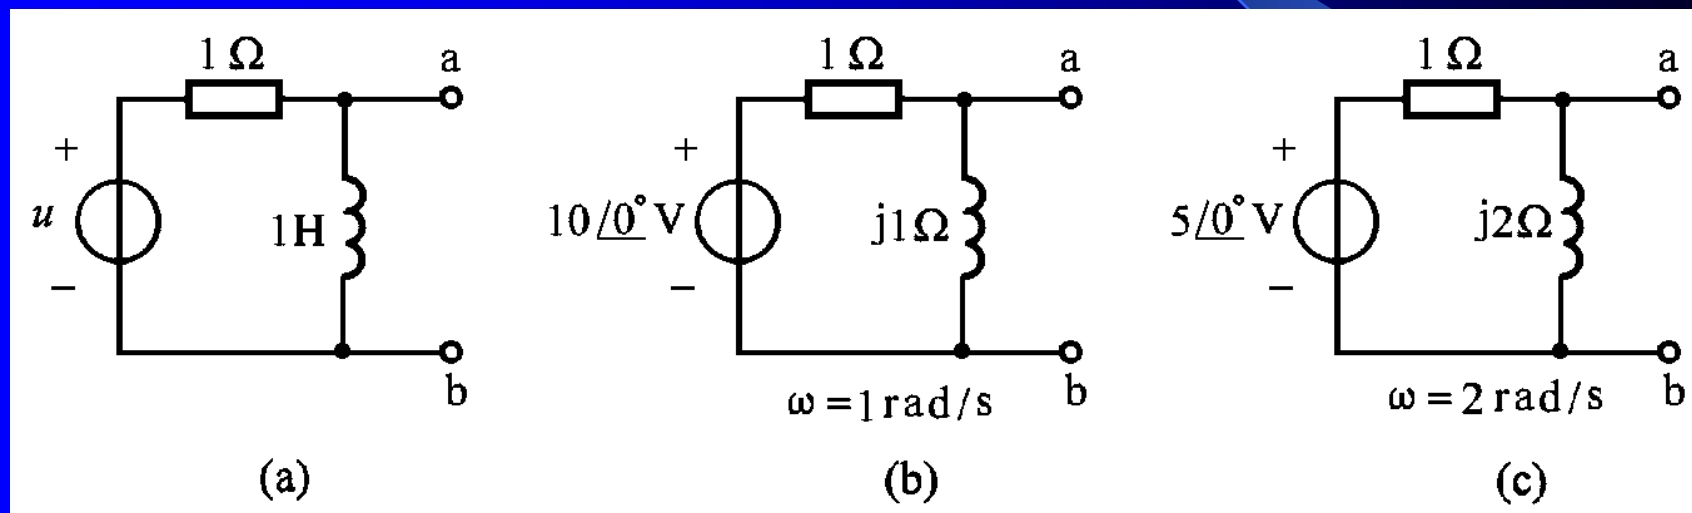 1 Ω
a
+
u
1H
−
b
(a)
1 Ω
a
+
10/0° V
j1Ω
−
b
ω = 1 rad/s
(b)
1 Ω
a
+
5/0° V
j2Ω
−
b
ω = 2 rad/s
(c)